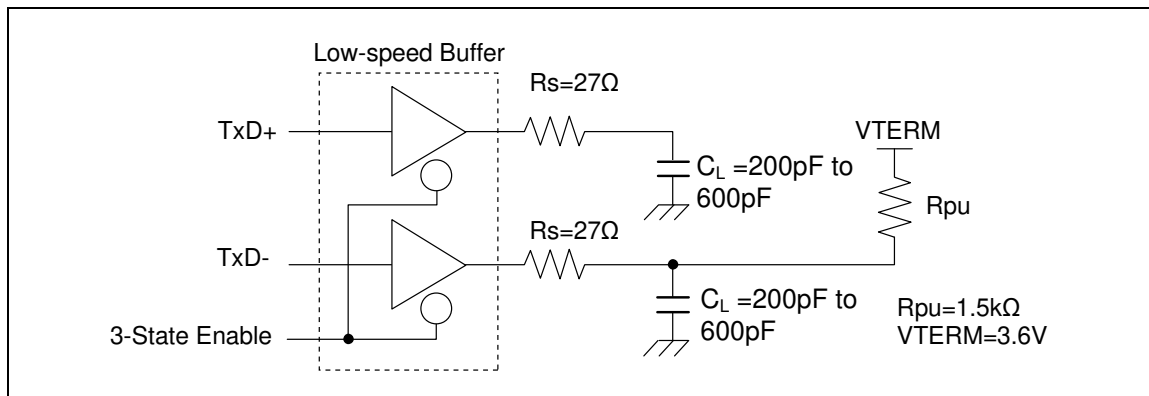 Low-speed Buffer
Rs=27Ω
TxD+
VTERM
C_L =200pF to
600pF
Rpu
Rs=27Ω
TxD-
C_L =200pF to
600pF
Rpu=1.5kΩ
VTERM=3.6V
3-State Enable